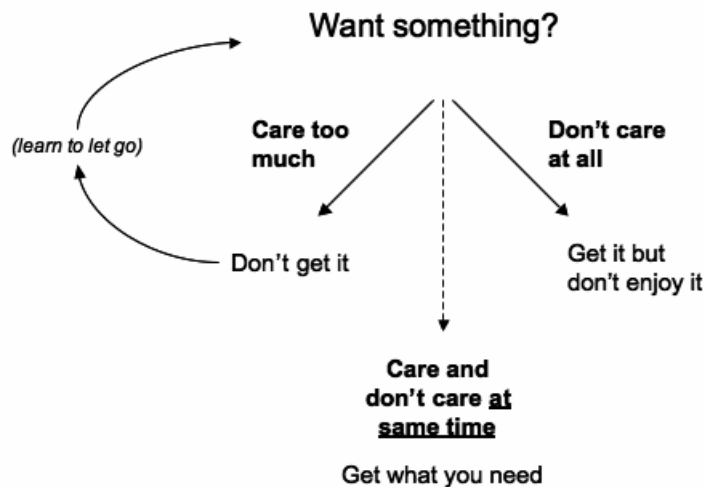 Want something?
Care too
much
Don't care
at all
(learn to let go)
Don't get it
Get it but
don't enjoy it
Care and
don't care at
same time
Get what you need